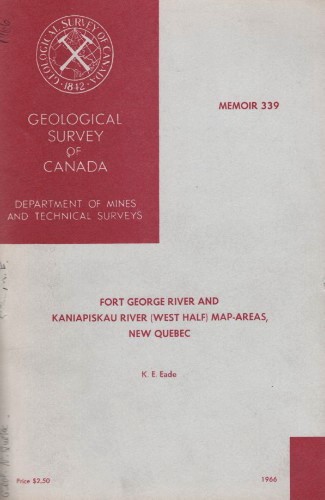 GEOLOGICAL SURVEY OF CANADA
·1842·
GEOLOGICAL
SURVEY
OF
CANADA
DEPARTMENT OF MINES
AND TECHNICAL SURVEYS
MEMOIR 339
FORT GEORGE RIVER AND
KANIAPISKAU RIVER (WEST HALF) MAP-AREAS,
NEW QUEBEC
K. E. Eade
Price $2.50
1966